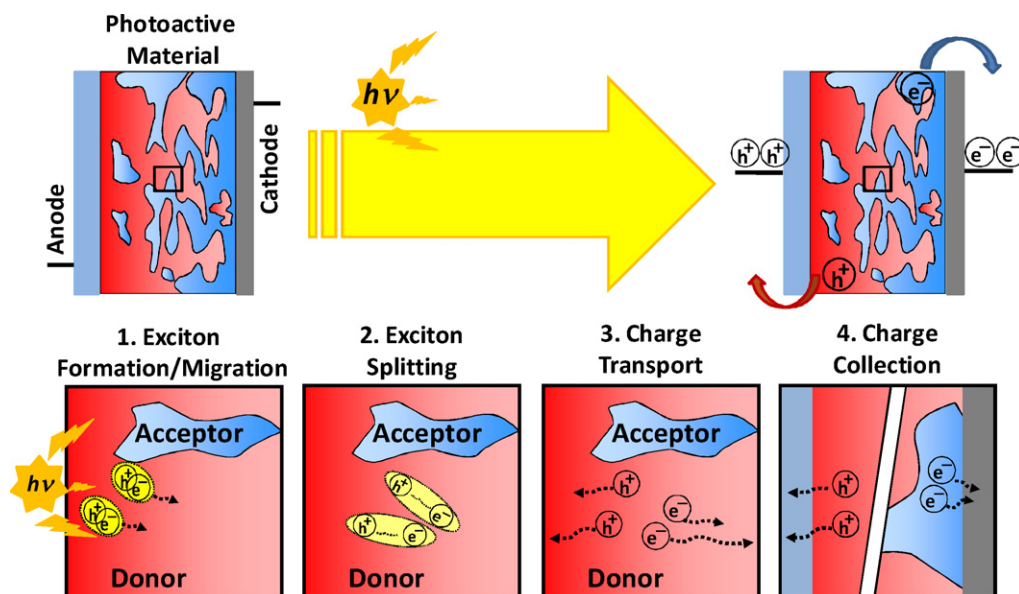 Photoactive
Material
hν
Anode
Cathode
h⁺ h⁺
e⁻
e⁻ e⁻
h⁺
1. Exciton
Formation/Migration
2. Exciton
Splitting
3. Charge
Transport
4. Charge
Collection
hν
Acceptor
h⁺ e⁻
h⁺ e⁻
Donor
Acceptor
h⁺ e⁻
h⁺ e⁻
Donor
Acceptor
h⁺
e⁻
h⁺
e⁻
Donor
h⁺
e⁻
e⁻
h⁺